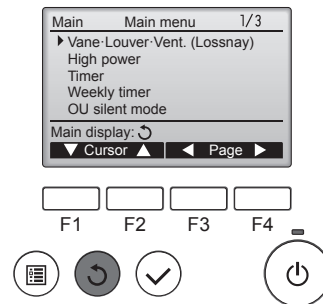 Main Main menu 1/3
Vane·Louver·Vent. (Lossnay)
High power
Timer
Weekly timer
OU silent mode
Main display:
Cursor Page
F1 F2 F3 F4